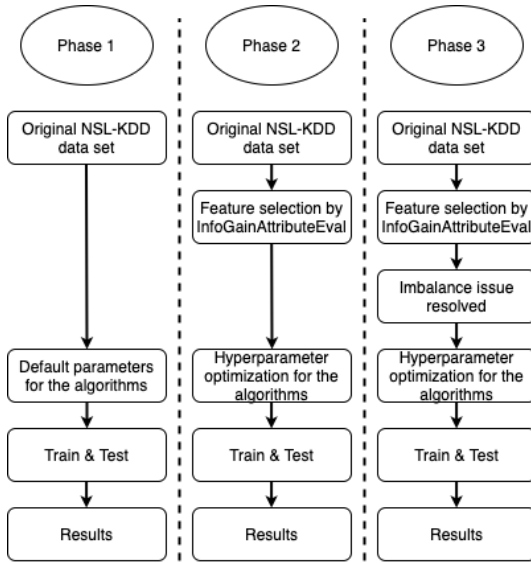 Phase 1
Original NSL-KDD
data set
Default parameters
for the algorithms
Train & Test
Results
Phase 2
Original NSL-KDD
data set
Feature selection by
InfoGainAttributeEval
Hyperparameter
optimization for the
algorithms
Train & Test
Results
Phase 3
Original NSL-KDD
data set
Feature selection by
InfoGainAttributeEval
Imbalance issue
resolved
Hyperparameter
optimization for the
algorithms
Train & Test
Results